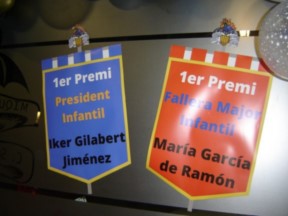 1er Premi
President
Infantil
Iker Gilabert
Jiménez
1er Premi
Fallera Major
Infantil
María García
de Ramón